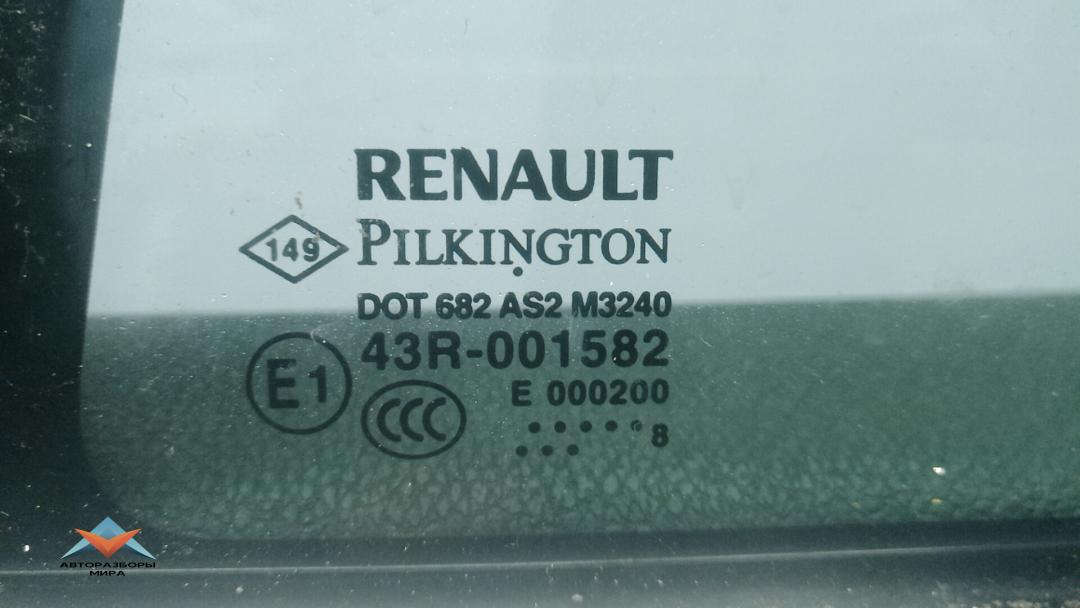 RENAULT
149 PILKINGTON
DOT 682 AS2 M3240
E1 43R-001582
CCC E 000200
8
АВТОРАЗБОРЫ
МИРА